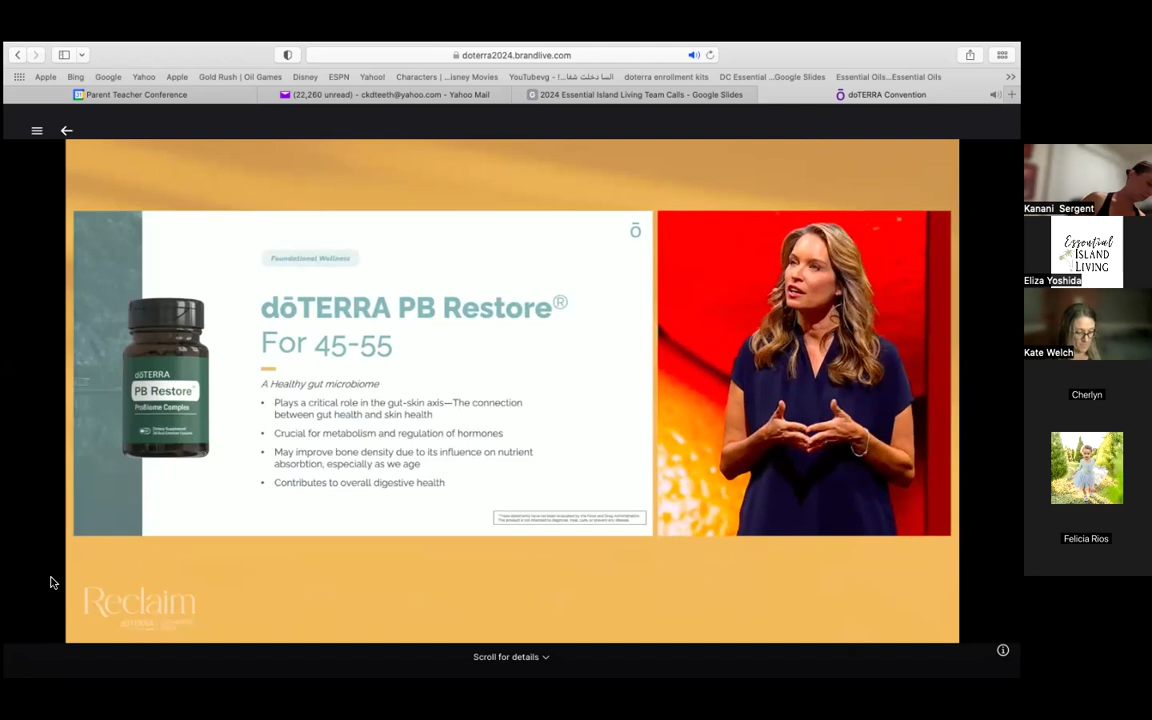 doterra2024.brandlive.com
Apple
Bing
Google
Yahoo
Apple
Gold Rush | Oil Games
Disney
ESPN
Yahoo!
Characters | ...isney Movies
YouTubevg - !...السا دخلت شفا
doterra enrollment kits
DC Essential ...Google Slides
Essential Oils...Essential Oils
Parent Teacher Conference
(22,260 unread) - ckdteeth@yahoo.com - Yahoo Mail
2024 Essential Island Living Team Calls - Google Slides
doTERRA Convention
Foundational Wellness
dōTERRA PB Restore®
For 45-55
A Healthy gut microbiome
• Plays a critical role in the gut-skin axis—The connection
between gut health and skin health
• Crucial for metabolism and regulation of hormones
• May improve bone density due to its influence on nutrient
absorbtion, especially as we age
• Contributes to overall digestive health
dōTERRA
PB Restore
ProBiome Complex
Reclaim
dōTERRA
Scroll for details
Kanani Sergent
Essential
ISLAND
LIVING
Eliza Yoshida
Kate Welch
Cherlyn
Felicia Rios